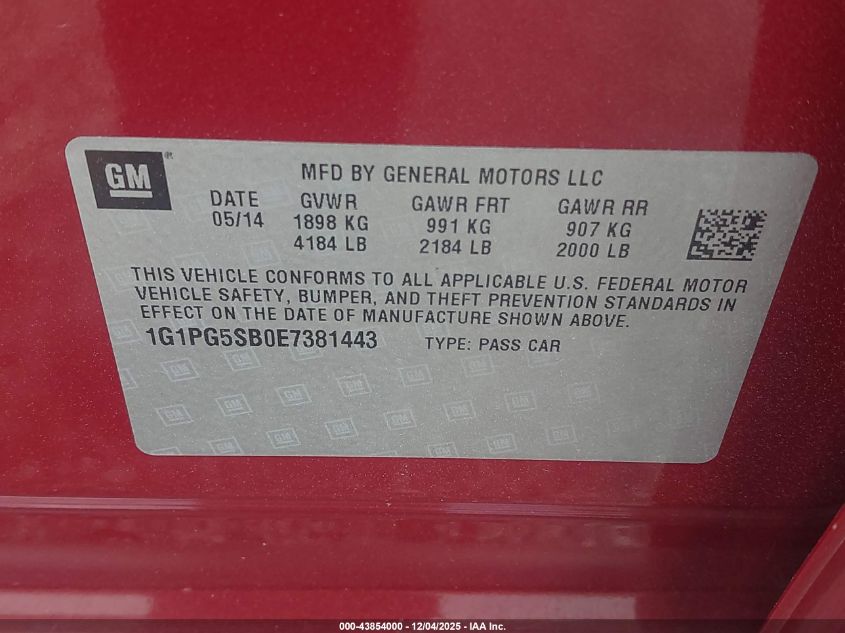 GM®
MFD BY GENERAL MOTORS LLC
DATE GVWR GAWR FRT GAWR RR
05/14 1898 KG 991 KG 907 KG
4184 LB 2184 LB 2000 LB
THIS VEHICLE CONFORMS TO ALL APPLICABLE U.S. FEDERAL MOTOR
VEHICLE SAFETY, BUMPER, AND THEFT PREVENTION STANDARDS IN
EFFECT ON THE DATE OF MANUFACTURE SHOWN ABOVE.
1G1PG5SB0E7381443 TYPE: PASS CAR
000-43854000 - 12/04/2025 - IAA Inc.